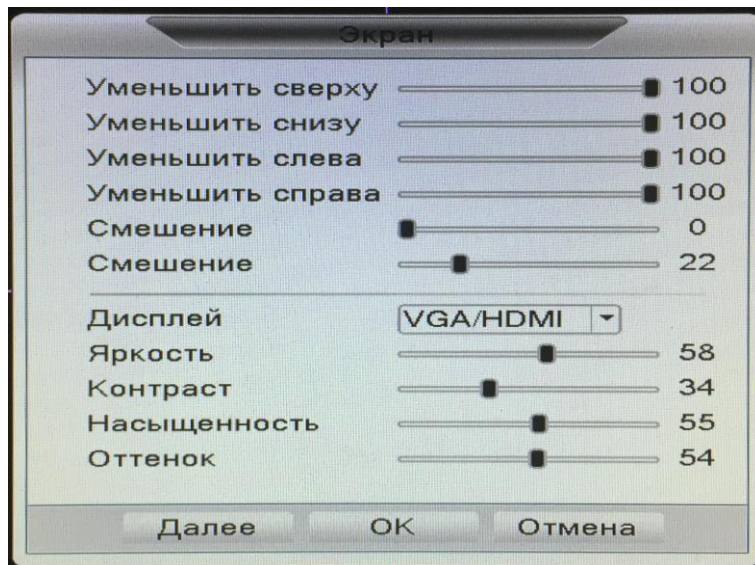 Экран
Уменьшить сверху 100
Уменьшить снизу 100
Уменьшить слева 100
Уменьшить справа 100
Смешение 0
Смешение 22
Дисплей VGA/HDMI
Яркость 58
Контраст 34
Насыщенность 55
Оттенок 54
Далее OK Отмена